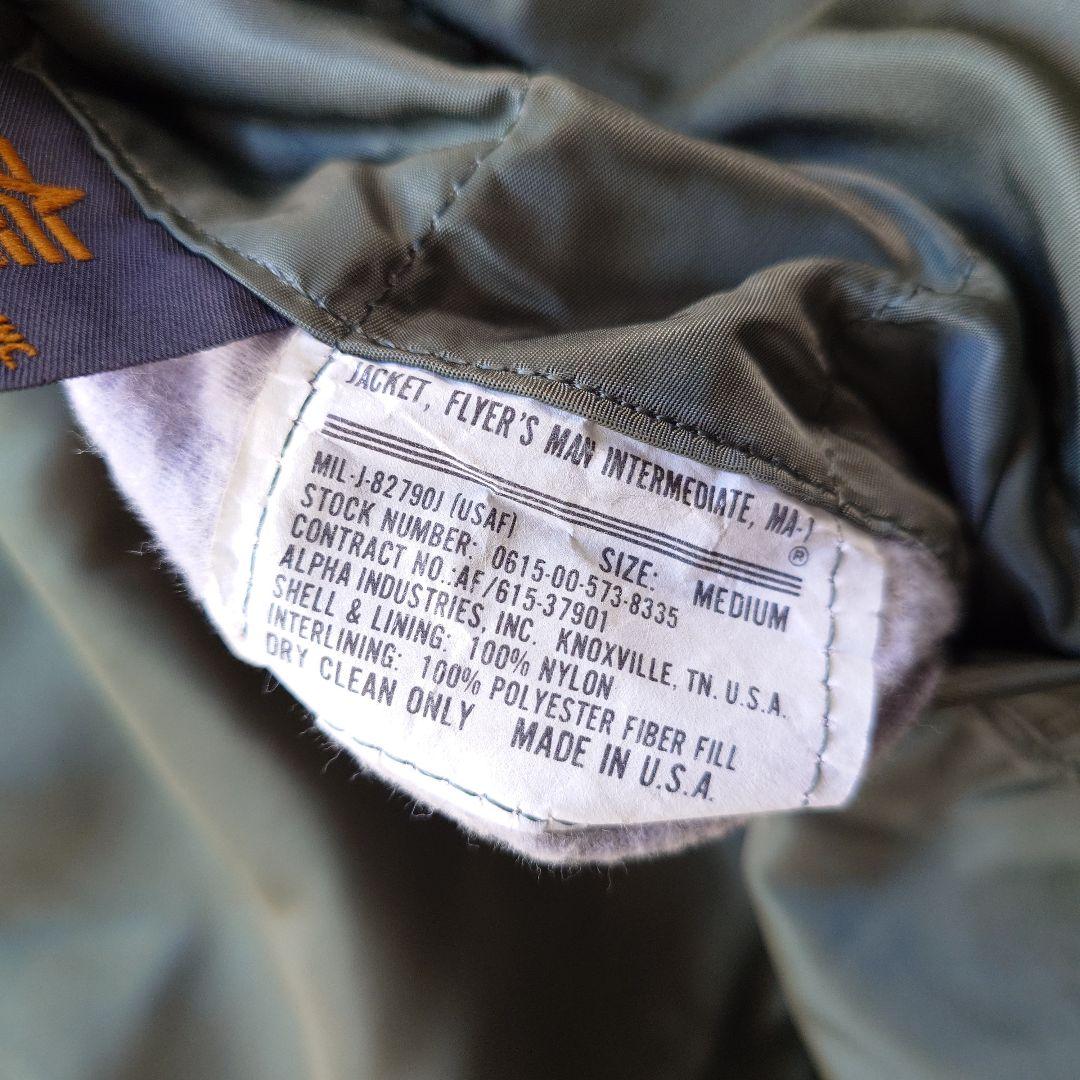 INC.
JACKET, FLYER'S MAN INTERMEDIATE, MA-1
®
MIL-J-82790J (USAF) SIZE: MEDIUM
STOCK NUMBER: 0615-00-573-8335
CONTRACT NO.:AF/615-37901
ALPHA INDUSTRIES, INC. KNOXVILLE, TN. U.S.A.
SHELL & LINING: 100% NYLON
INTERLINING: 100% POLYESTER FIBER FILL
DRY CLEAN ONLY MADE IN U.S.A.